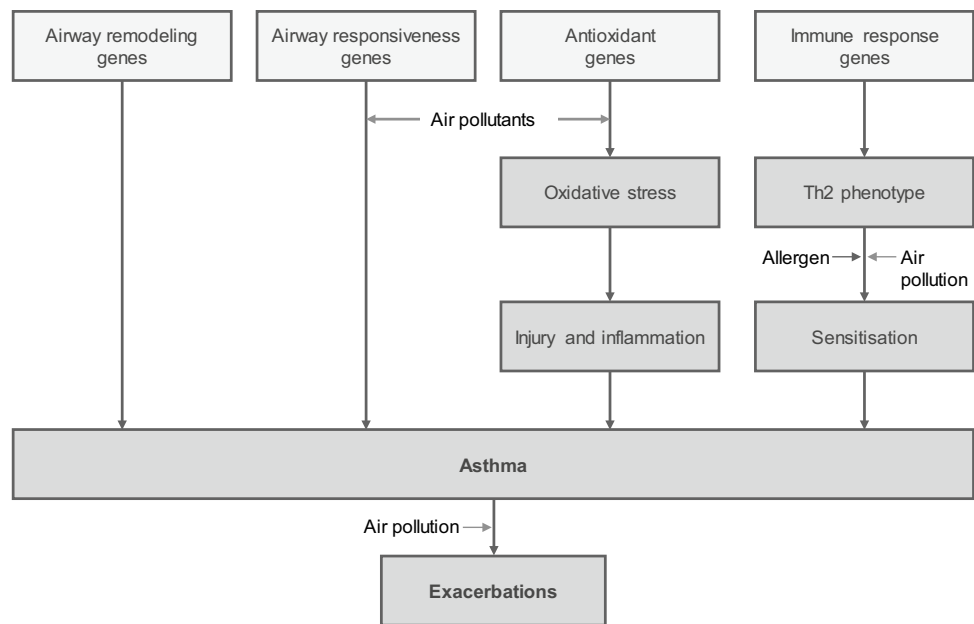 Airway remodeling
genes
Airway responsiveness
genes
Antioxidant
genes
Immune response
genes
Air pollutants
Oxidative stress
Th2 phenotype
Allergen
Air
pollution
Injury and inflammation
Sensitisation
Asthma
Air pollution
Exacerbations